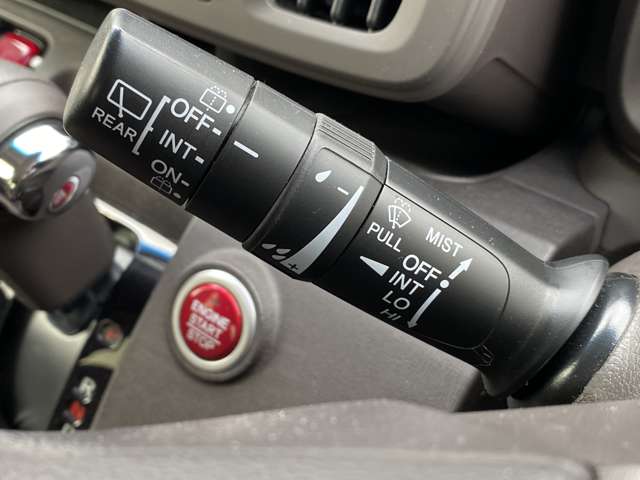 REAR
OFF
INT
ON
PULL
MIST
OFF
INT
LO
HI
ENGINE
START
STOP
R